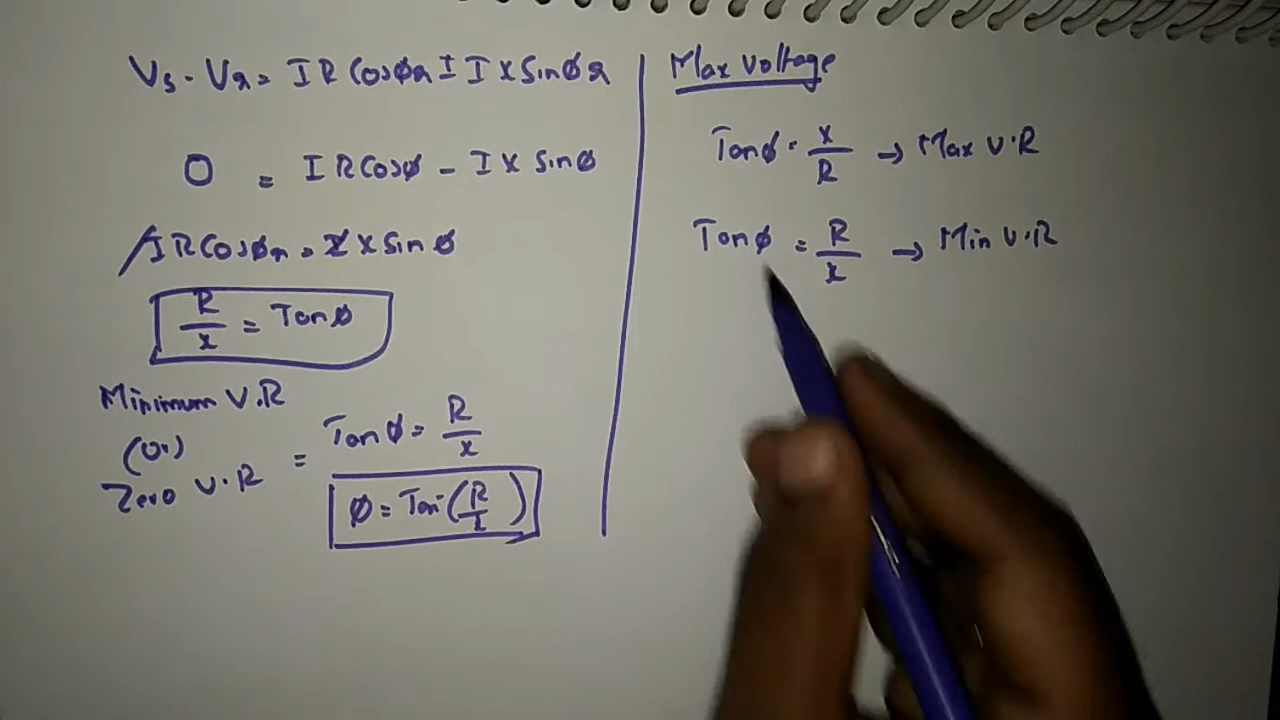 Vs - Vr = IR Cosφr ± IX Sinφr
0 = IR Cosφ - IX Sinφ
IR Cosφr = IX Sinφ
R/x = Tanφ
Minimum V.R
(or)
Zero V.R = Tanφ = R/x
φ = Tan⁻(R/x)
Max voltage
Tanφ = x/R → Max V.R
Tanφ = R/x → Min V.R